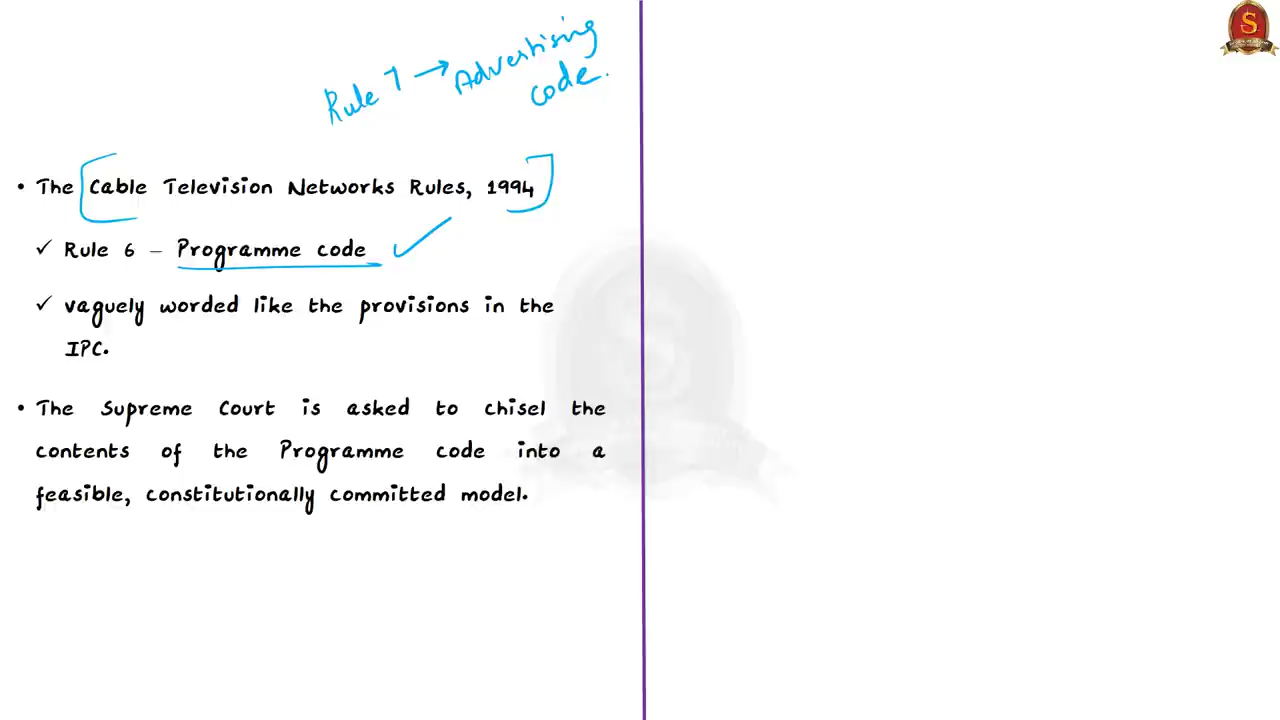 Rule 7 → Advertising
code.
• The Cable Television Networks Rules, 1994
✓ Rule 6 – Programme code
✓ vaguely worded like the provisions in the
IPC.
• The Supreme Court is asked to chisel the
contents of the Programme code into a
feasible, constitutionally committed model.
S